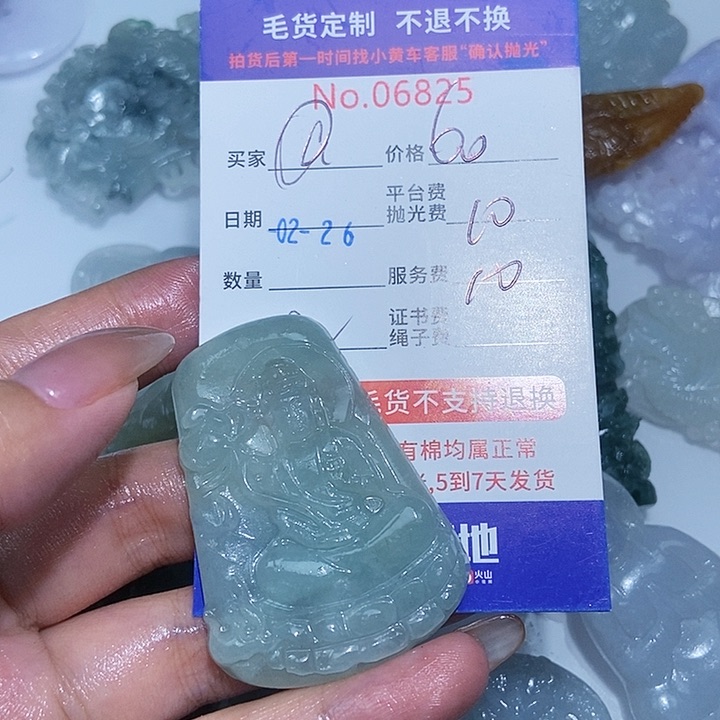 毛货定制 不退不换
拍货后第一时间找小黄车客服"确认抛光"
No.06825
买家 价格 60
日期 02-26 平台费
抛光费 10
数量 服务费 10
证书费
绳子费
毛货不支持退换
有棉均属正常
,5到7天发货
地
火山